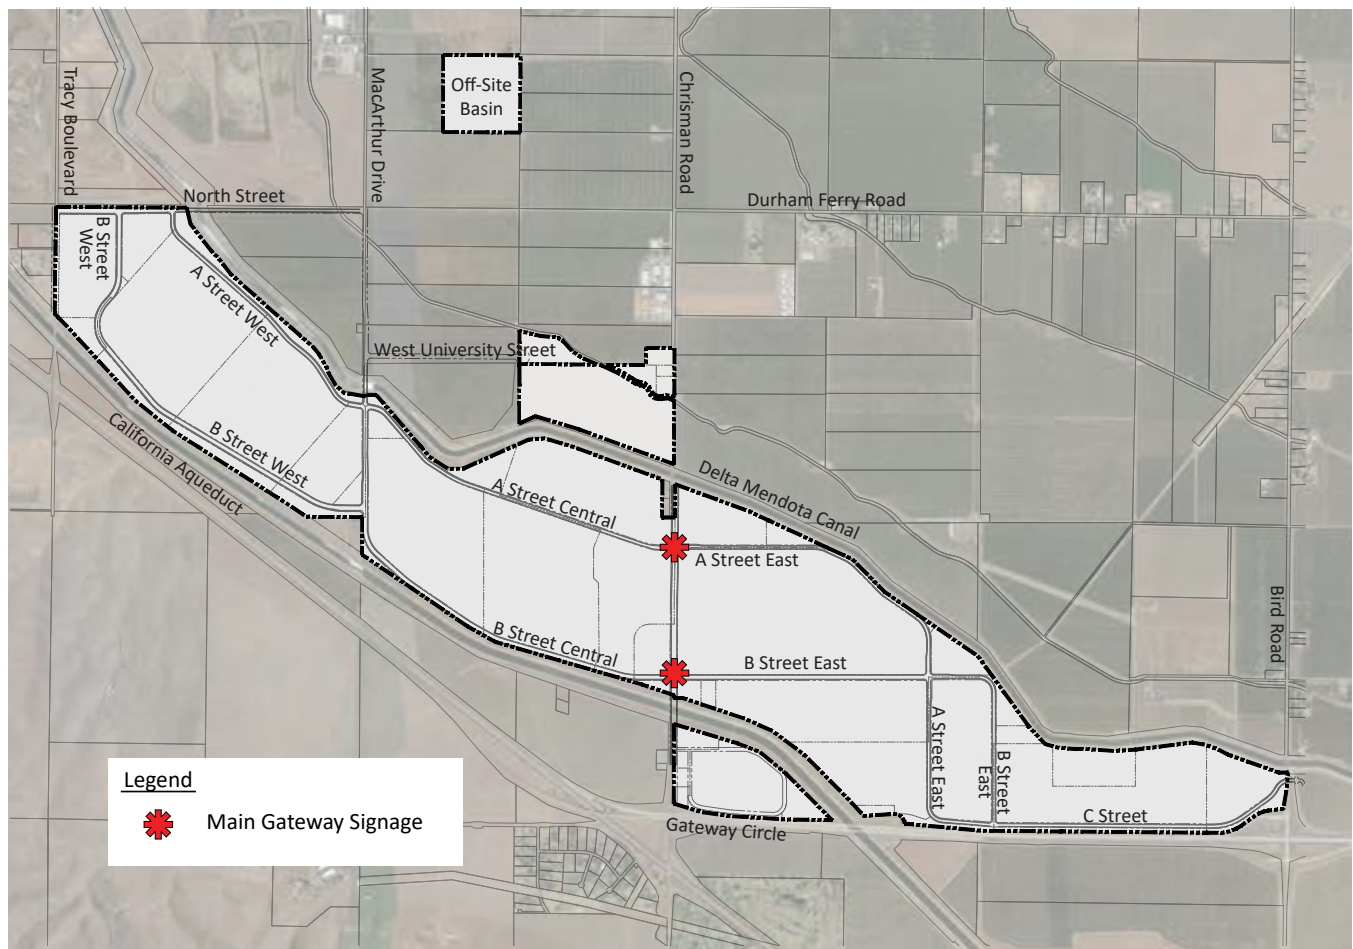 Tracy Boulevard
MacArthur Drive
Off-Site
Basin
Chrisman Road
North Street
Durham Ferry Road
B Street
West
A Street West
West University Street
B Street West
California Aqueduct
A Street Central
Delta Mendota Canal
A Street East
Bird Road
B Street Central
B Street East
A Street East
B Street
East
C Street
Gateway Circle
Legend
Main Gateway Signage